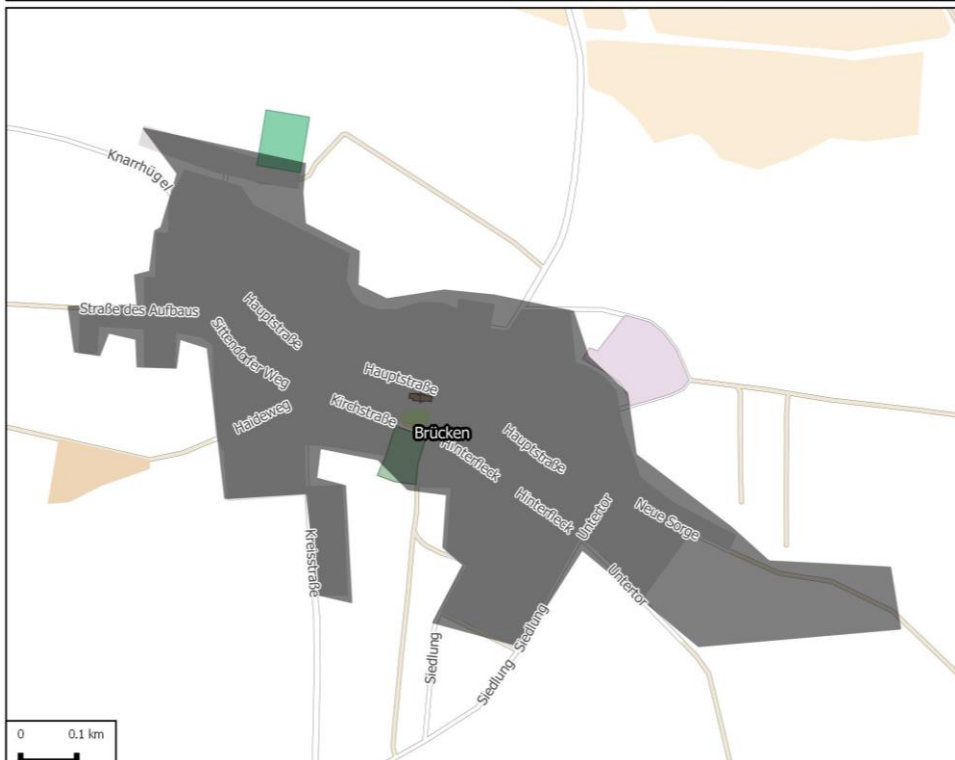 Knarrhügel
Straße des Aufbaus
Hauptstraße
Sittendorfer Weg
Haideweg
Hauptstraße
Kirchstraße
Brücken
Hinterfleck
Hauptstraße
Hinterfleck
Untertor
Neue Sorge
Kreisstraße
Untertor
Siedlung
Siedlung
Siedlung
0 0.1 km